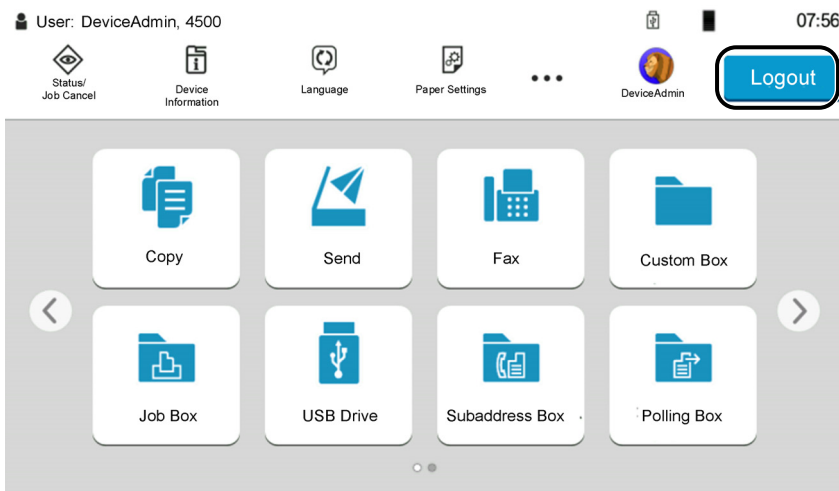 User: DeviceAdmin, 4500
07:56
Status/
Job Cancel
Device
Information
Language
Paper Settings
DeviceAdmin
Logout
Copy
Send
Fax
Custom Box
Job Box
USB Drive
Subaddress Box
Polling Box